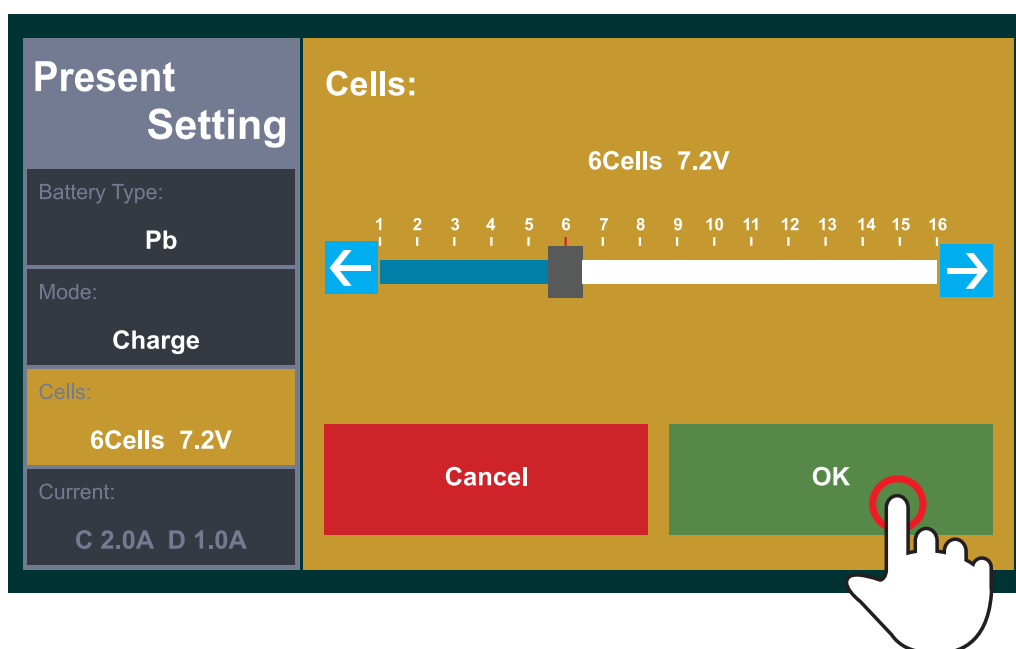 Present
Setting
Battery Type:
Pb
Mode:
Charge
Cells:
6Cells 7.2V
Current:
C 2.0A D 1.0A
Cells:
6Cells 7.2V
1 2 3 4 5 6 7 8 9 10 11 12 13 14 15 16
Cancel
OK